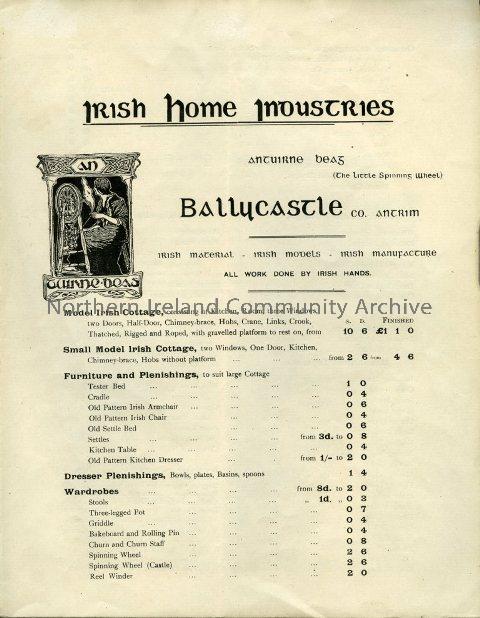 Irish Home Industries
AN
TUIRNE·BEAG
Antuirne beag
(The Little Spinning Wheel)
Ballycastle co. antrim
Irish material - Irish models - Irish manufacture
ALL WORK DONE BY IRISH HANDS.
Northern Ireland Community Archive
Model Irish Cottage, consisting of Kitchen, Room, three Windows, S. D. FINISHED
two Doors, Half-Door, Chimney-brace, Hobs, Crane, Links, Crook,
Thatched, Rigged and Roped, with gravelled platform to rest on, from 10 6 £1 1 0
Small Model Irish Cottage, two Windows, One Door, Kitchen,
Chimney-brace, Hobs without platform ... ... ... from 2 6 from 4 6
Furniture and Plenishings, to suit large Cottage
Tester Bed ... ... ... ... ... 1 0
Cradle ... ... ... ... ... 0 4
Old Pattern Irish Armchair ... ... ... ... 0 6
Old Pattern Irish Chair ... ... ... ... 0 4
Old Settle Bed ... ... ... ... 0 6
Settles ... ... ... from 3d. to 0 8
Kitchen Table ... ... ... ... ... 0 4
Old Pattern Kitchen Dresser ... ... from 1/- to 2 0
Dresser Plenishings, Bowls, plates, Basins, spoons 1 4
Wardrobes ... ... ... from 8d. to 2 0
Stools ... ... ... „ 1d. „ 0 3
Three-legged Pot ... ... ... ... 0 7
Griddle ... ... ... ... ... 0 4
Bakeboard and Rolling Pin ... ... ... ... 0 4
Churn and Churn Staff ... ... ... ... 0 8
Spinning Wheel ... ... ... ... 2 6
Spinning Wheel (Castle) ... ... ... ... 2 6
Reel Winder ... ... ... ... 2 0